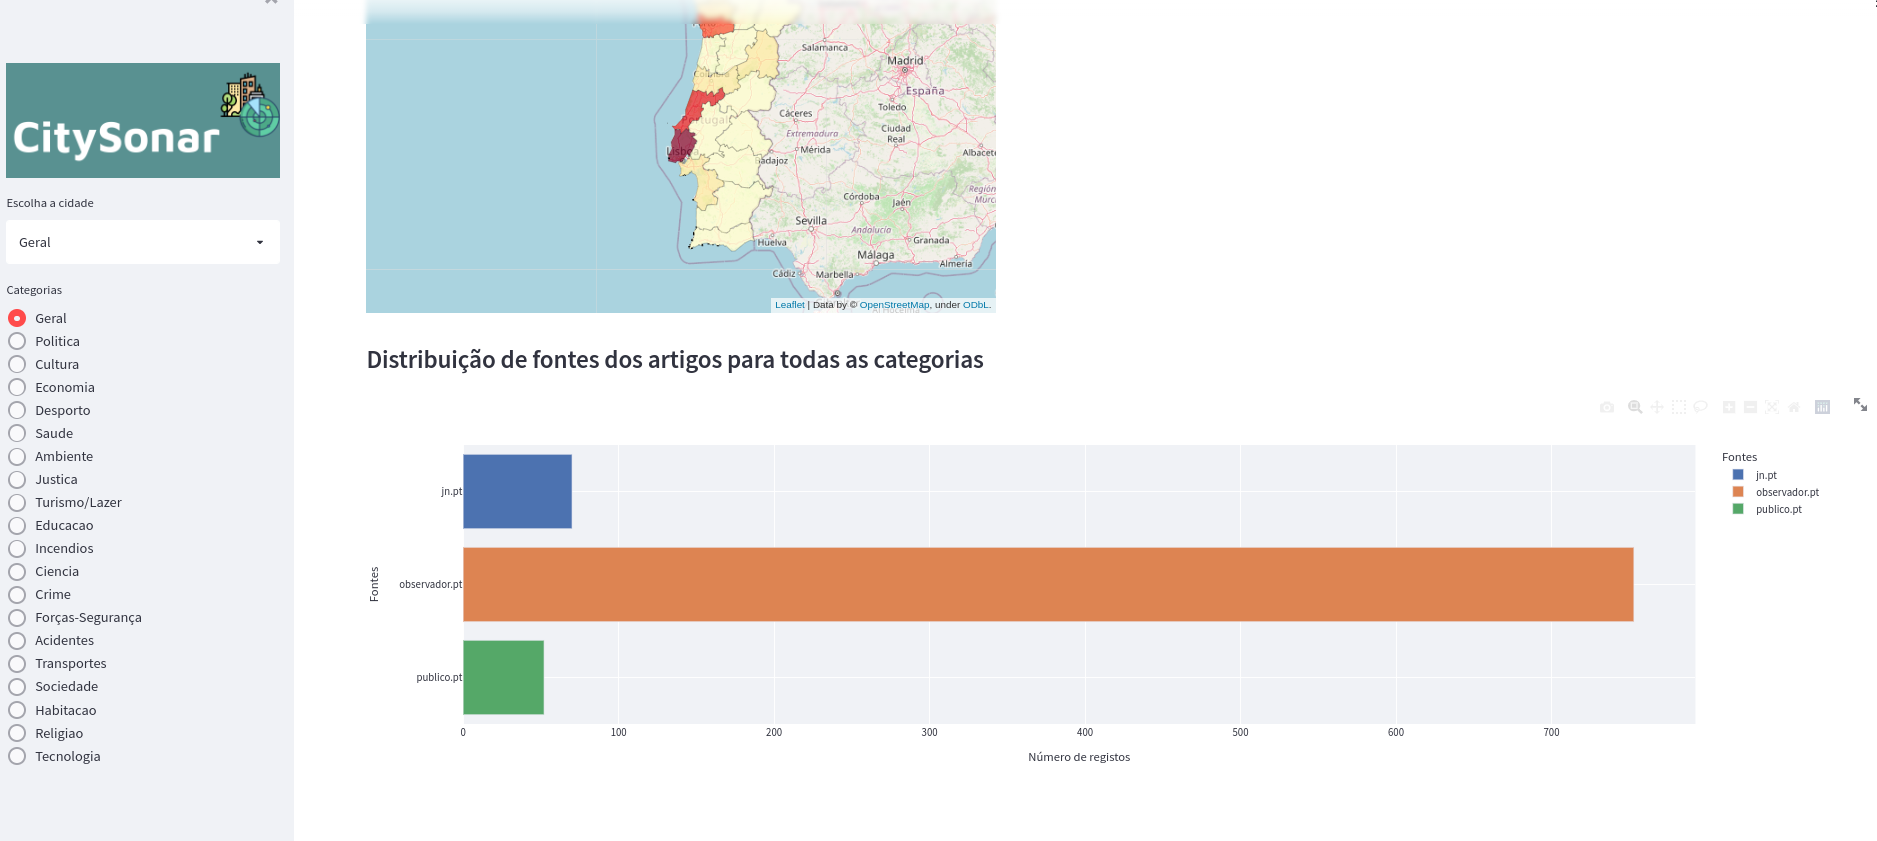 CitySonar
Escolha a cidade
Geral
Categorias
Geral
Politica
Cultura
Economia
Desporto
Saude
Ambiente
Justica
Turismo/Lazer
Educacao
Incendios
Ciencia
Crime
Forças-Segurança
Acidentes
Transportes
Sociedade
Habitacao
Religiao
Tecnologia
Salamanca
Madrid
España
Coimbra
Toledo
Cáceres
Portugal
Ciudad
Real
Extremadura
Mérida
Albacete
Lisboa
Badajoz
Región
Murc
Córdoba
Jaén
Sevilla
Andalucía
Huelva
Granada
Málaga
Almería
Cádiz
Marbella
Leaflet | Data by © OpenStreetMap, under ODbL.
Distribuição de fontes dos artigos para todas as categorias
Fontes
jn.pt
observador.pt
publico.pt
jn.pt
observador.pt
publico.pt
Fontes
0 100 200 300 400 500 600 700
Número de registos